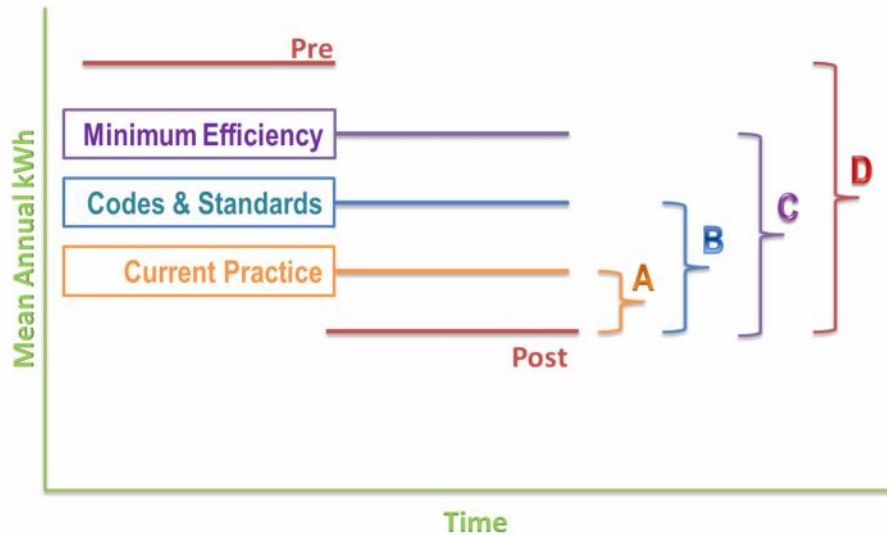 Pre
Minimum Efficiency
Codes & Standards
Current Practice
Post
A
B
C
D
Mean Annual kWh
Time